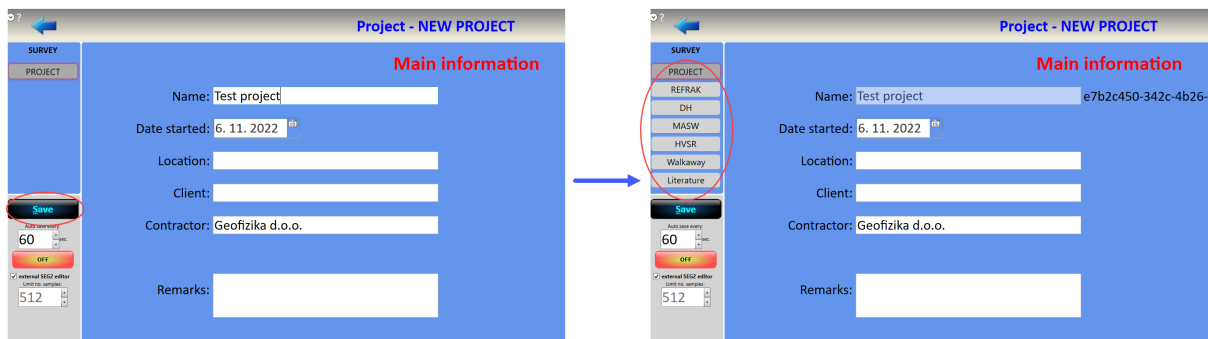 ?
Project - NEW PROJECT
SURVEY
PROJECT
Main information
Name: Test project
Date started: 6. 11. 2022
Location:
Client:
Save
Contractor: Geofizika d.o.o.
Auto save every:
60 sec.
OFF
external SEG2 editor
Limit no. samples:
512
Remarks:
?
Project - NEW PROJECT
SURVEY
PROJECT
Main information
REFRAK
Name: Test project e7b2c450-342c-4b26-
DH
MASW
Date started: 6. 11. 2022
HVSR
Walkaway
Location:
Literature
Client:
Save
Contractor: Geofizika d.o.o.
Auto save every:
60 sec.
OFF
external SEG2 editor
Limit no. samples:
512
Remarks: